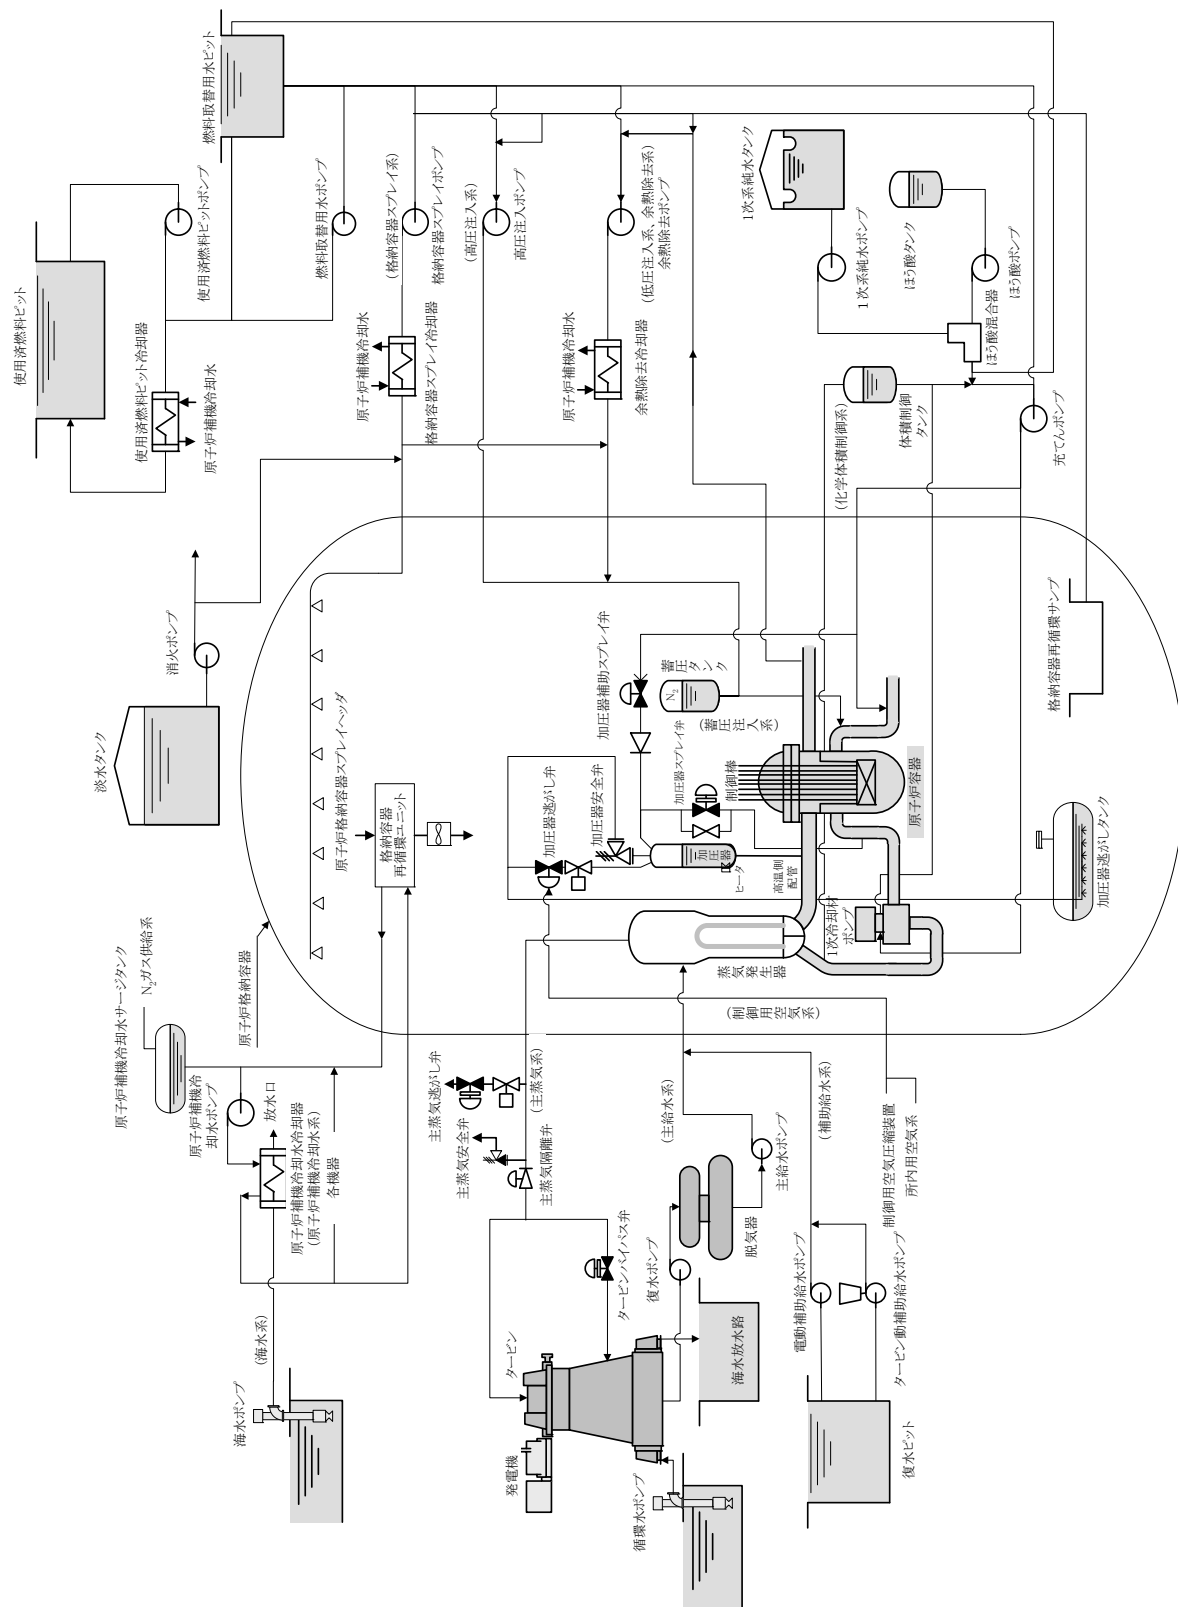 使用済燃料ピット
使用済燃料ピット冷却器
原子炉補機冷却水
使用済燃料ピットポンプ
燃料取替用水ピット
燃料取替用水ポンプ
(格納容器スプレイ系)
格納容器スプレイポンプ
原子炉補機冷却水
格納容器スプレイ冷却器
(高圧注入系)
高圧注入ポンプ
(低圧注入系、余熱除去系)
余熱除去ポンプ
原子炉補機冷却水
余熱除去冷却器
1次系純水タンク
1次系純水ポンプ
ほう酸タンク
ほう酸ポンプ
ほう酸混合器
(化学体積制御系)
体積制御
タンク
充てんポンプ
淡水タンク
消火ポンプ
原子炉格納容器スプレイヘッダ
格納容器
再循環ユニット
加圧器逃がし弁
加圧器安全弁
加圧器補助スプレイ弁
加圧器スプレイ弁
蓄圧
タンク
N₂
(蓄圧注入系)
制御棒
加圧器
ヒータ
高温側
配管
原子炉容器
1次冷却材
ポンプ
蒸気発生器
加圧器逃がしタンク
格納容器再循環サンプ
(制御用空気系)
原子炉補機冷却水サージタンク
N₂ガス供給系
原子炉格納容器
原子炉補機冷
却水ポンプ
放水口
原子炉補機冷却水冷却器
(原子炉補機冷却水系)
各機器
(海水系)
海水ポンプ
主蒸気逃がし弁
(主蒸気系)
主蒸気安全弁
主蒸気隔離弁
タービンバイパス弁
タービン
発電機
復水ポンプ
循環水ポンプ
海水放水路
脱気器
主給水ポンプ
(主給水系)
(補助給水系)
制御用空気圧縮装置
所内用空気系
電動補助給水ポンプ
タービン動補助給水ポンプ
復水ピット